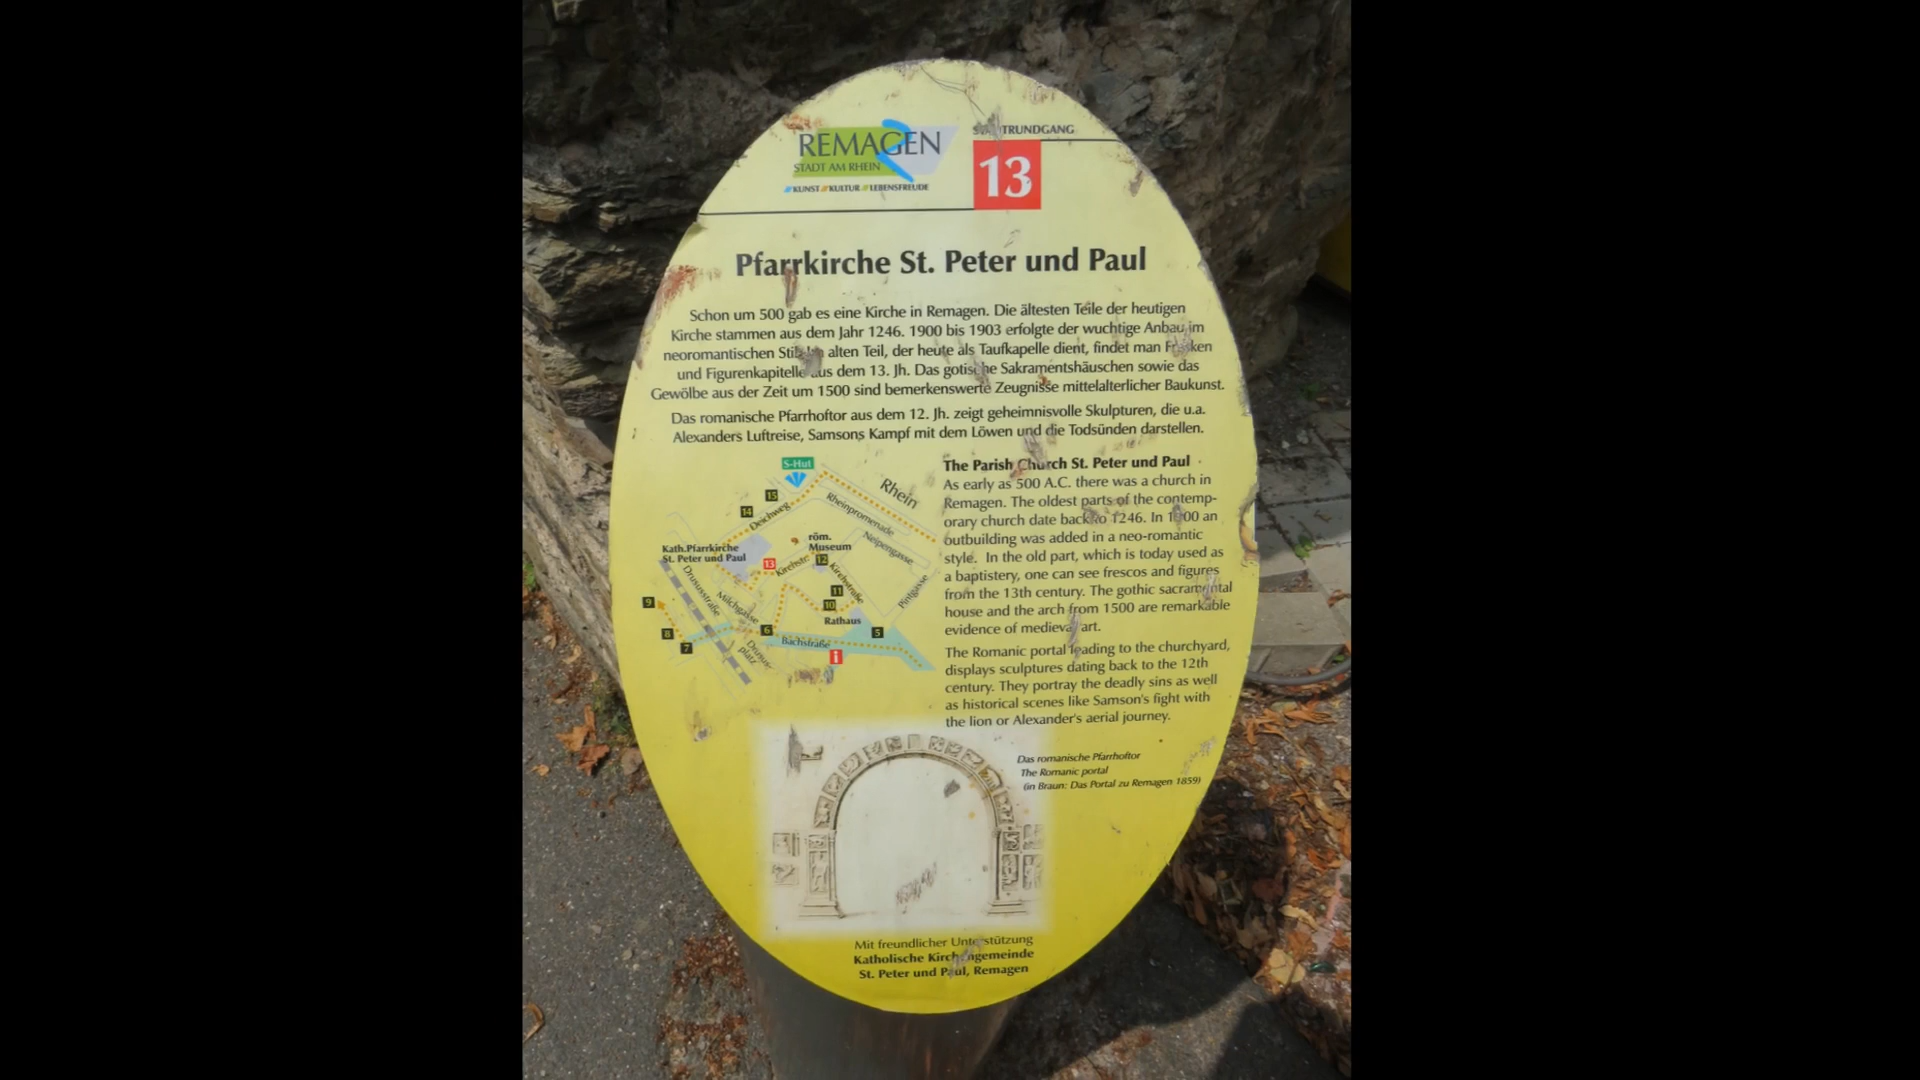 REMAGEN
STADT AM RHEIN
KUNST KULTUR LEBENSFREUDE
STADTRUNDGANG
13
Pfarrkirche St. Peter und Paul
Schon um 500 gab es eine Kirche in Remagen. Die ältesten Teile der heutigen
Kirche stammen aus dem Jahr 1246. 1900 bis 1903 erfolgte der wuchtige Anbau im
neoromantischen Stil. Im alten Teil, der heute als Taufkapelle dient, findet man Fresken
und Figurenkapitelle aus dem 13. Jh. Das gotische Sakramentshäuschen sowie das
Gewölbe aus der Zeit um 1500 sind bemerkenswerte Zeugnisse mittelalterlicher Baukunst.
Das romanische Pfarrhoftor aus dem 12. Jh. zeigt geheimnisvolle Skulpturen, die u.a.
Alexanders Luftreise, Samsons Kampf mit dem Löwen und die Todsünden darstellen.
S-Hut
Rhein
15
14
Deichweg
Rheinpromenade
Neipengasse
röm.
Museum
Kath.Pfarrkirche
St. Peter und Paul
13
Kirchstr.
12
Kirchstraße
Pintgasse
Drususstraße
Milchgasse
11
10
Rathaus
9
8
7
6
5
Bachstraße
Drusus-
platz
i
The Parish Church St. Peter und Paul
As early as 500 A.C. there was a church in
Remagen. The oldest parts of the contemp-
orary church date back to 1246. In 1900 an
outbuilding was added in a neo-romantic
style. In the old part, which is today used as
a baptistery, one can see frescos and figures
from the 13th century. The gothic sacramental
house and the arch from 1500 are remarkable
evidence of medieval art.
The Romanic portal leading to the churchyard,
displays sculptures dating back to the 12th
century. They portray the deadly sins as well
as historical scenes like Samson's fight with
the lion or Alexander's aerial journey.
Das romanische Pfarrhoftor
The Romanic portal
(in Braun: Das Portal zu Remagen 1859)
Mit freundlicher Unterstützung
Katholische Kirchengemeinde
St. Peter und Paul, Remagen